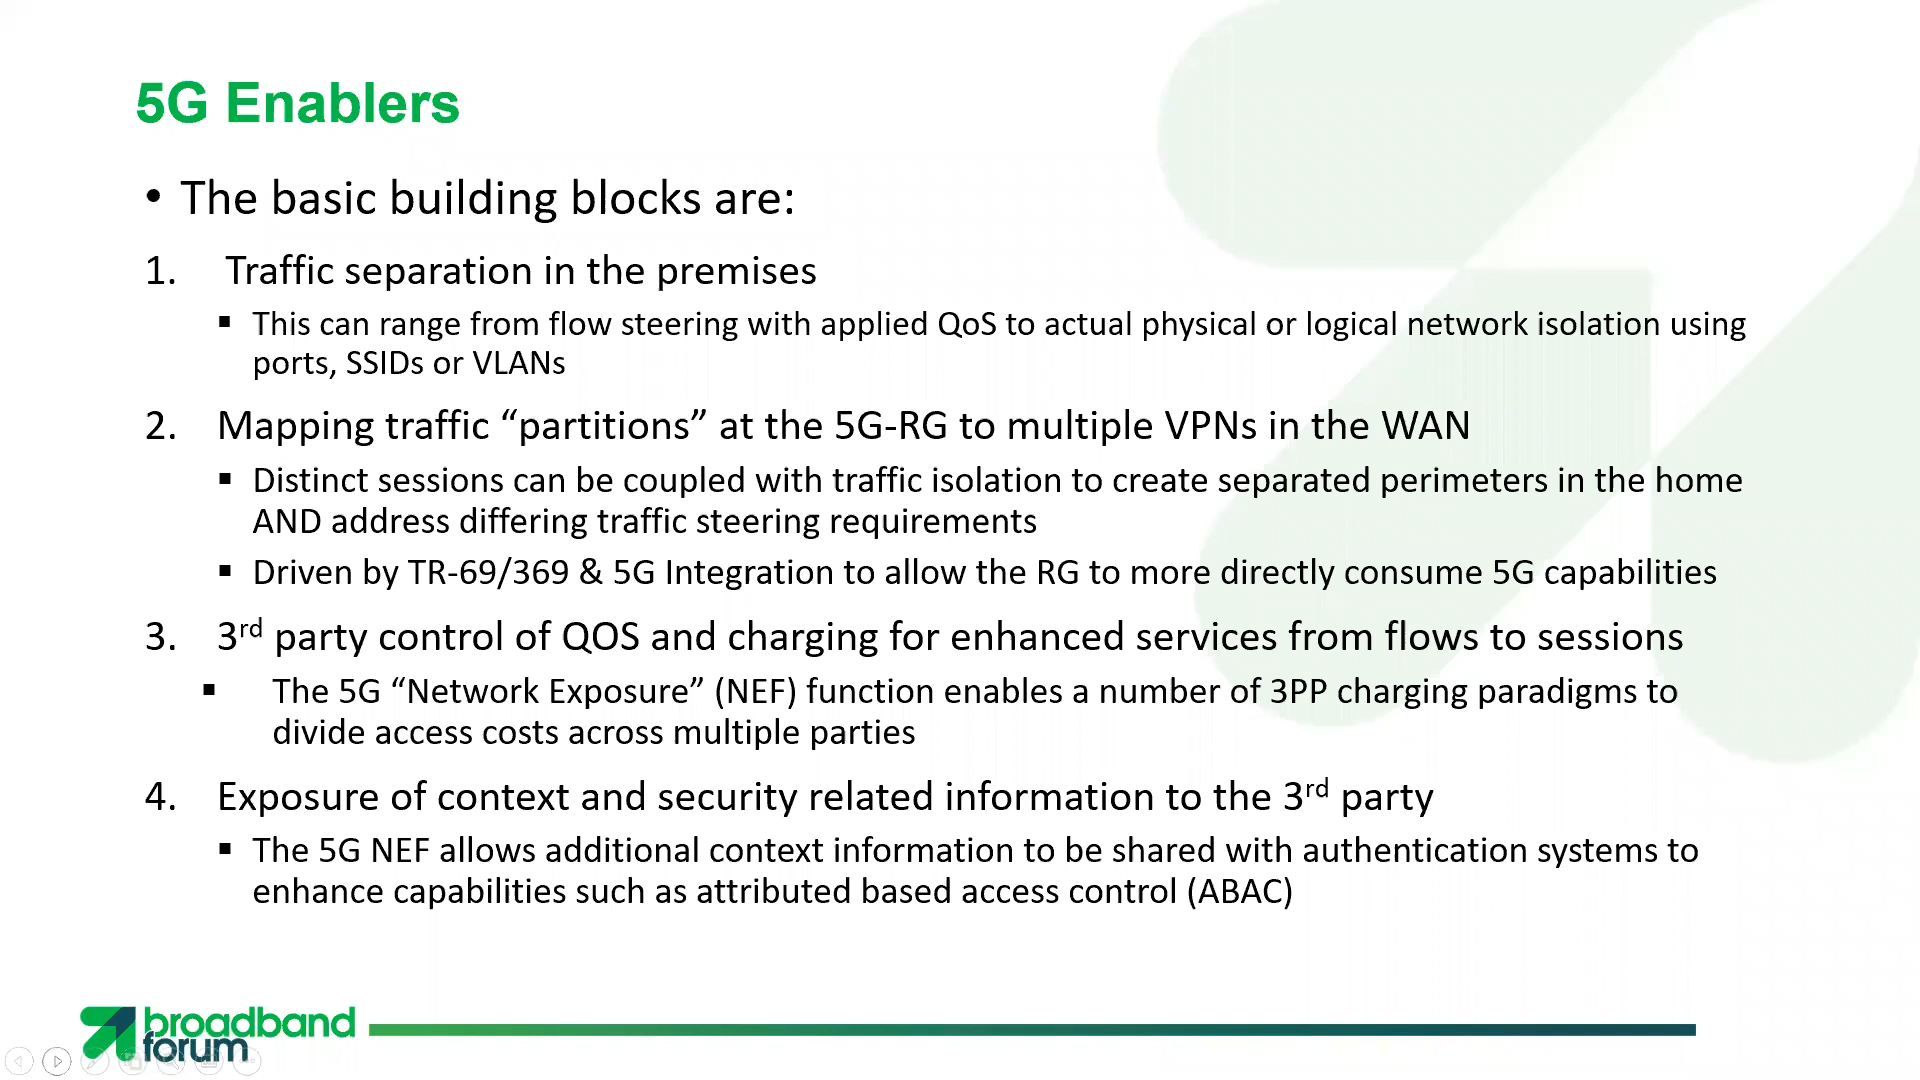 5G Enablers
• The basic building blocks are:
1. Traffic separation in the premises
▪ This can range from flow steering with applied QoS to actual physical or logical network isolation using
ports, SSIDs or VLANs
2. Mapping traffic “partitions” at the 5G-RG to multiple VPNs in the WAN
▪ Distinct sessions can be coupled with traffic isolation to create separated perimeters in the home
AND address differing traffic steering requirements
▪ Driven by TR-69/369 & 5G Integration to allow the RG to more directly consume 5G capabilities
3. 3rd party control of QOS and charging for enhanced services from flows to sessions
▪ The 5G “Network Exposure” (NEF) function enables a number of 3PP charging paradigms to
divide access costs across multiple parties
4. Exposure of context and security related information to the 3rd party
▪ The 5G NEF allows additional context information to be shared with authentication systems to
enhance capabilities such as attributed based access control (ABAC)
broadband
forum